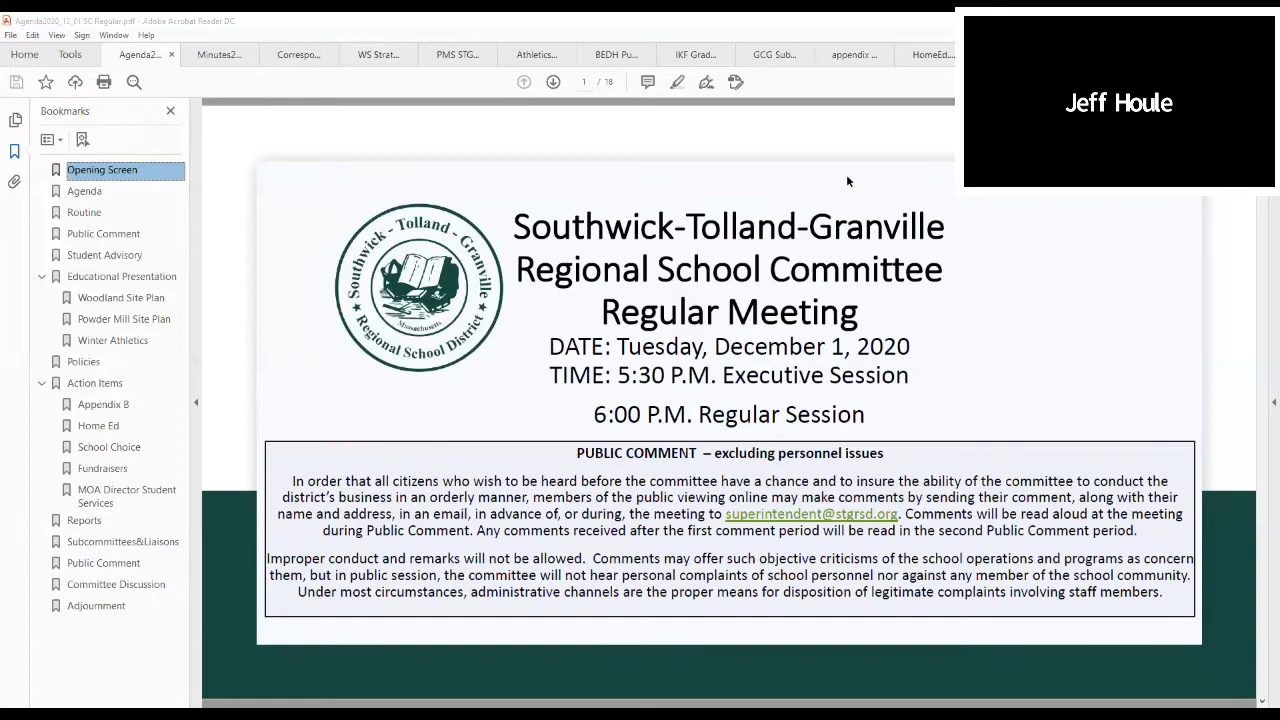 Agenda2020_13_01 SC Regular.pdf - Adobe Acrobat Reader DC
File Edit View Sign Window Help
Home Tools Agenda2... × Minutes2... Correspo... WS Strat... PMS STG... Athletics... BEDH Pu... IKF Grad... GCG Sub... appendix ... HomeEd...
1 / 18
Jeff Houle
Bookmarks
Opening Screen
Agenda
Routine
Public Comment
Student Advisory
Educational Presentation
Woodland Site Plan
Powder Mill Site Plan
Winter Athletics
Policies
Action Items
Appendix B
Home Ed
School Choice
Fundraisers
MOA Director Student
Services
Reports
Subcommittees&Liaisons
Public Comment
Committee Discussion
Adjournment
Southwick - Tolland - Granville
Massachusetts
Regional School District
Southwick-Tolland-Granville
Regional School Committee
Regular Meeting
DATE: Tuesday, December 1, 2020
TIME: 5:30 P.M. Executive Session
6:00 P.M. Regular Session
PUBLIC COMMENT – excluding personnel issues
In order that all citizens who wish to be heard before the committee have a chance and to insure the ability of the committee to conduct the
district's business in an orderly manner, members of the public viewing online may make comments by sending their comment, along with their
name and address, in an email, in advance of, or during, the meeting to superintendent@stgrsd.org. Comments will be read aloud at the meeting
during Public Comment. Any comments received after the first comment period will be read in the second Public Comment period.
Improper conduct and remarks will not be allowed. Comments may offer such objective criticisms of the school operations and programs as concern
them, but in public session, the committee will not hear personal complaints of school personnel nor against any member of the school community.
Under most circumstances, administrative channels are the proper means for disposition of legitimate complaints involving staff members.